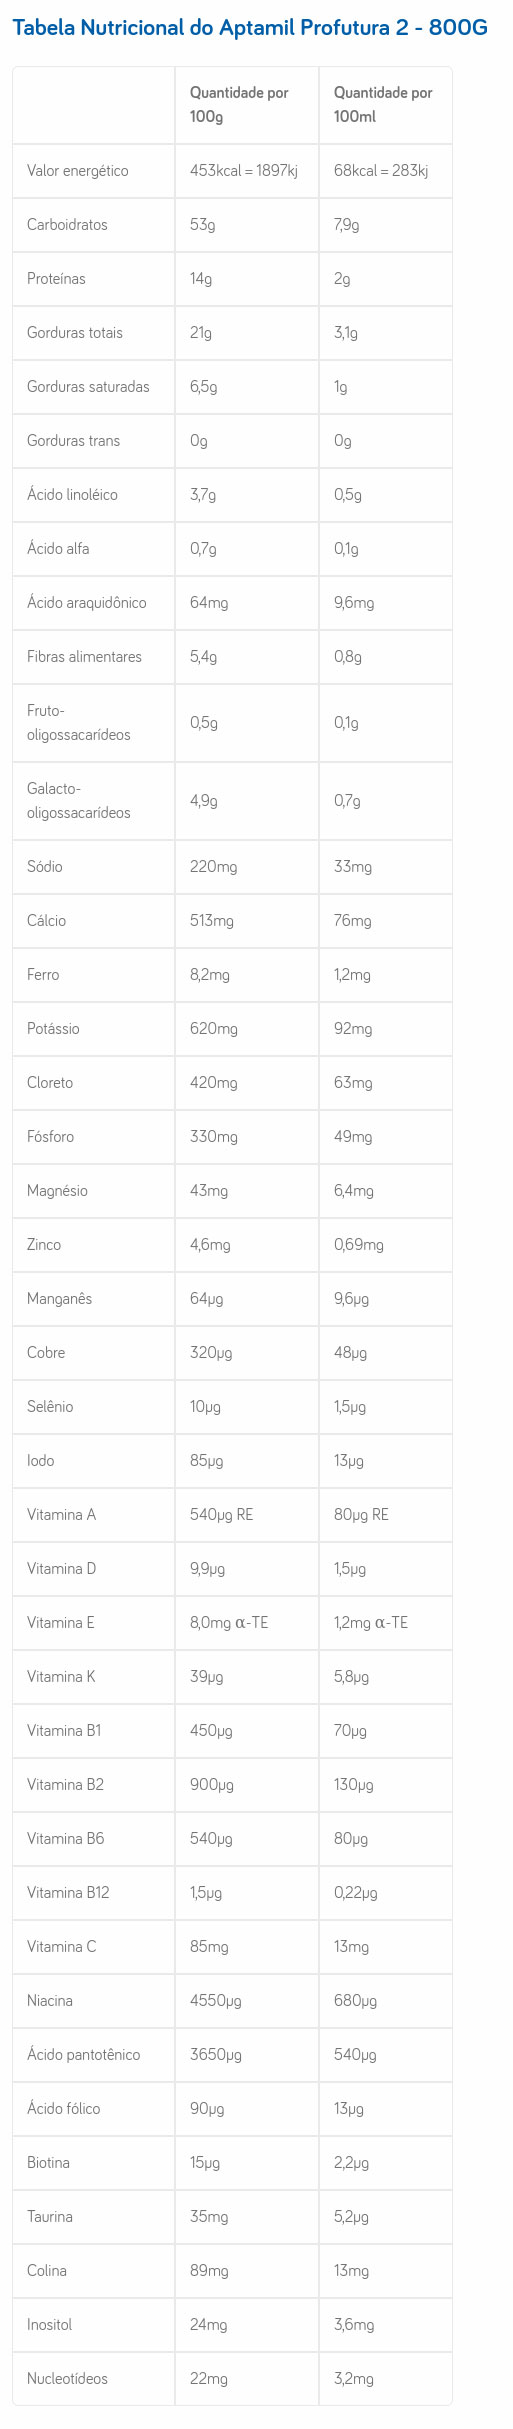 Tabela Nutricional do Aptamil Profutura 2 - 800G
Quantidade por 100g Quantidade por 100ml
Valor energético 453kcal = 1897kj 68kcal = 283kj
Carboidratos 53g 7,9g
Proteínas 14g 2g
Gorduras totais 21g 3,1g
Gorduras saturadas 6,5g 1g
Gorduras trans 0g 0g
Ácido linoléico 3,7g 0,5g
Ácido alfa 0,7g 0,1g
Ácido araquidônico 64mg 9,6mg
Fibras alimentares 5,4g 0,8g
Fruto-oligossacarídeos 0,5g 0,1g
Galacto-oligossacarídeos 4,9g 0,7g
Sódio 220mg 33mg
Cálcio 513mg 76mg
Ferro 8,2mg 1,2mg
Potássio 620mg 92mg
Cloreto 420mg 63mg
Fósforo 330mg 49mg
Magnésio 43mg 6,4mg
Zinco 4,6mg 0,69mg
Manganês 64µg 9,6µg
Cobre 320µg 48µg
Selênio 10µg 1,5µg
Iodo 85µg 13µg
Vitamina A 540µg RE 80µg RE
Vitamina D 9,9µg 1,5µg
Vitamina E 8,0mg α-TE 1,2mg α-TE
Vitamina K 39µg 5,8µg
Vitamina B1 450µg 70µg
Vitamina B2 900µg 130µg
Vitamina B6 540µg 80µg
Vitamina B12 1,5µg 0,22µg
Vitamina C 85mg 13mg
Niacina 4550µg 680µg
Ácido pantotênico 3650µg 540µg
Ácido fólico 90µg 13µg
Biotina 15µg 2,2µg
Taurina 35mg 5,2µg
Colina 89mg 13mg
Inositol 24mg 3,6mg
Nucleotídeos 22mg 3,2mg